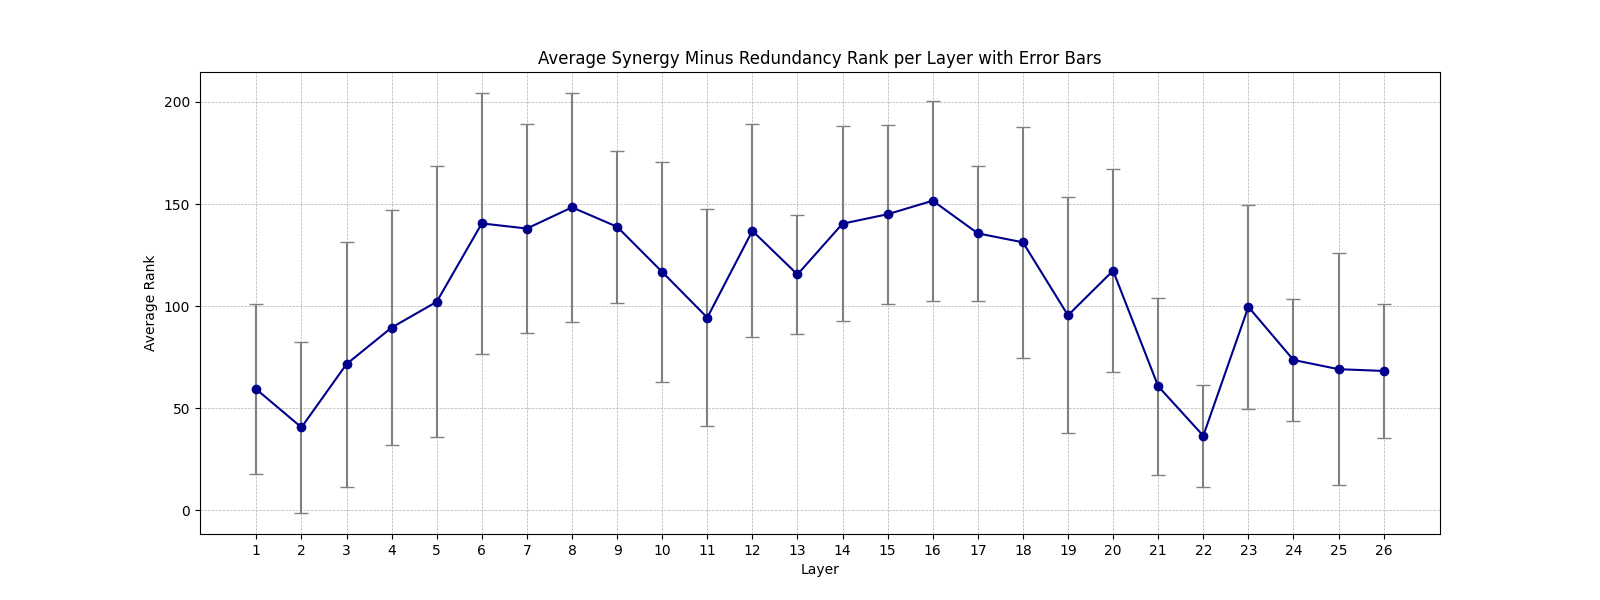 Average Synergy Minus Redundancy Rank per Layer with Error Bars
200
150
100
50
0
Average Rank
1 2 3 4 5 6 7 8 9 10 11 12 13 14 15 16 17 18 19 20 21 22 23 24 25 26
Layer